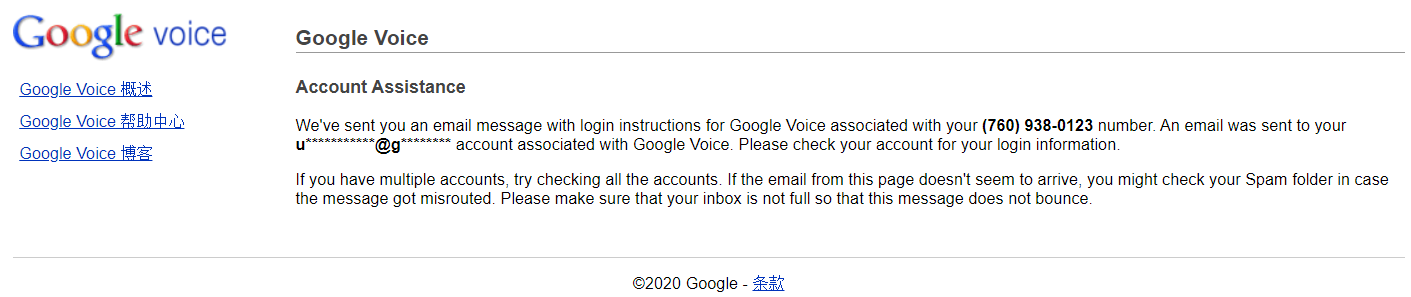 Google voice
Google Voice 概述
Google Voice 帮助中心
Google Voice 博客
Google Voice
Account Assistance
We've sent you an email message with login instructions for Google Voice associated with your (760) 938-0123 number. An email was sent to your
u***********@g******** account associated with Google Voice. Please check your account for your login information.
If you have multiple accounts, try checking all the accounts. If the email from this page doesn't seem to arrive, you might check your Spam folder in case
the message got misrouted. Please make sure that your inbox is not full so that this message does not bounce.
©2020 Google - 条款